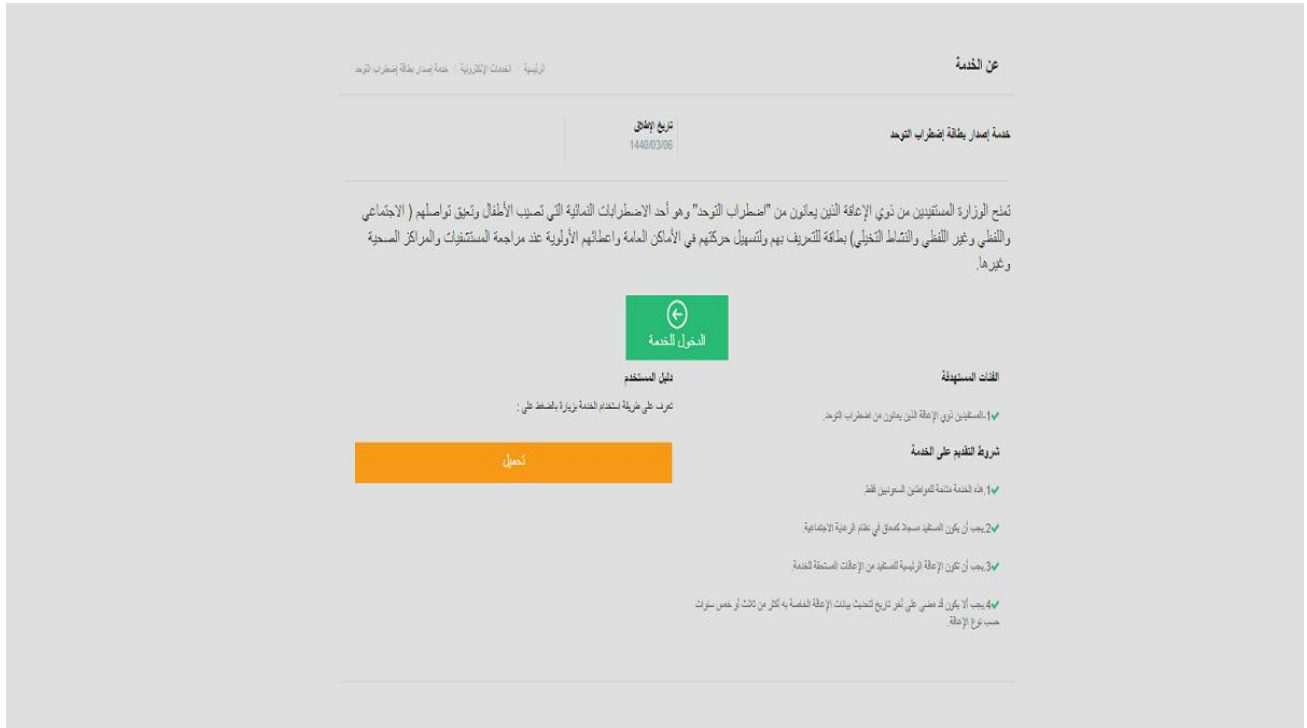 عن الخدمة
الرئيسية / الخدمات الإلكترونية / خدمة إصدار بطاقة إضطراب التوحد
خدمة إصدار بطاقة إضطراب التوحد
تاريخ الإطلاق
1440/03/06
تمنح الوزارة المستفيدين من ذوي الإعاقة الذين يعانون من "اضطراب التوحد" وهو أحد الاضطرابات النمائية التي تصيب الأطفال وتعيق تواصلهم ( الاجتماعي
واللفظي وغير اللفظي والنشاط التخيلي) بطاقة للتعريف بهم ولتسهيل حركتهم في الأماكن العامة واعطائهم الأولوية عند مراجعة المستشفيات والمراكز الصحية
وغيرها.
الدخول للخدمة
الفئات المستهدفة
1.المستفيدين ذوي الإعاقة الذين يعانون من اضطراب التوحد.
شروط التقديم على الخدمة
1.هذه الخدمة متاحة للمواطنين السعوديين فقط.
2.يجب أن يكون المستفيد مسجلا كمعاق في نظام الرعاية الاجتماعية.
3.يجب أن تكون الإعاقة الرئيسية للمستفيد من الإعاقات المستحقة للخدمة.
4.يجب ألا يكون قد مضى على أخر تاريخ لتحديث بيانات الإعاقة الخاصة به أكثر من ثالث أو خمس سنوات
حسب نوع الإعاقة.
دليل المستخدم
تعرف على طريقة استخدام الخدمة بزيارة بالضغط على :
تحميل